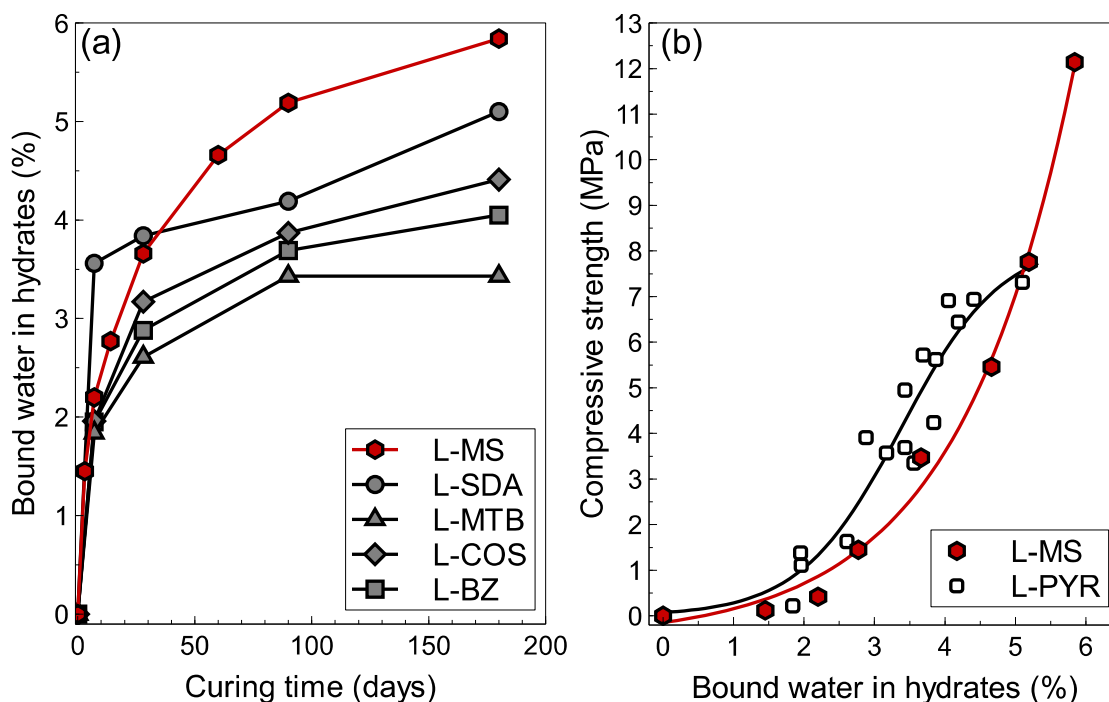 (a)
Bound water in hydrates (%)
6
5
4
3
2
1
0
0 50 100 150 200
Curing time (days)
L-MS
L-SDA
L-MTB
L-COS
L-BZ
(b)
Compressive strength (MPa)
13
12
11
10
9
8
7
6
5
4
3
2
1
0
0 1 2 3 4 5 6
Bound water in hydrates (%)
L-MS
L-PYR